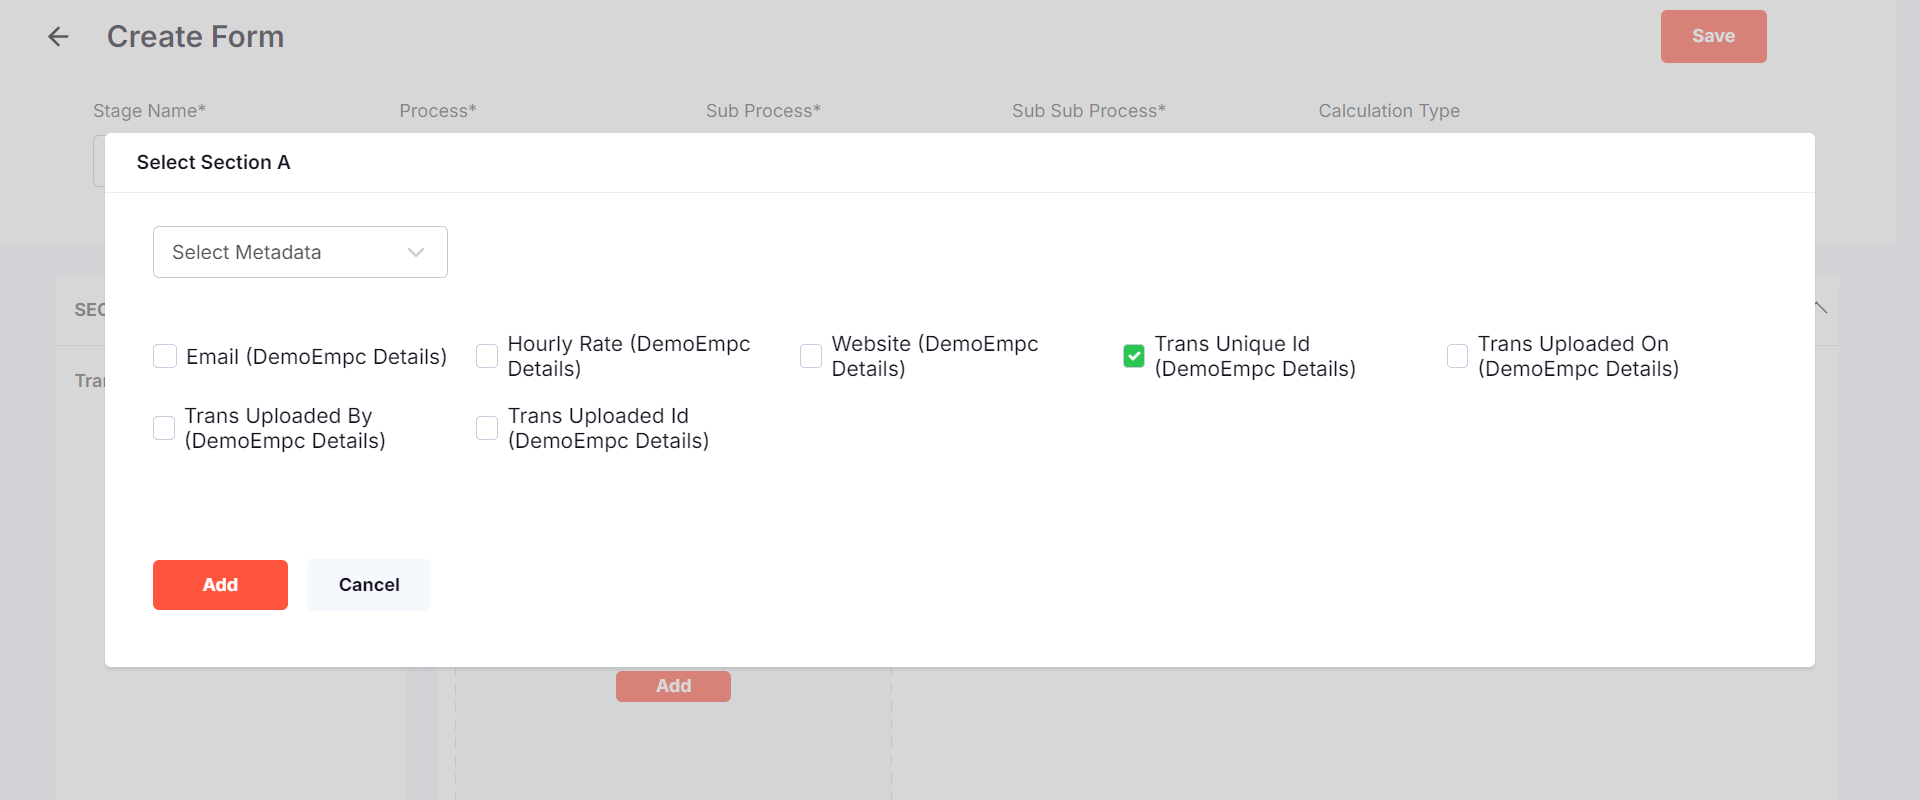 Create Form
Save
Stage Name*
Process*
Sub Process*
Sub Sub Process*
Calculation Type
Select Section A
Select Metadata
Email (DemoEmpc Details)
Hourly Rate (DemoEmpc
Details)
Website (DemoEmpc
Details)
Trans Unique Id
(DemoEmpc Details)
Trans Uploaded On
(DemoEmpc Details)
Trans Uploaded By
(DemoEmpc Details)
Trans Uploaded Id
(DemoEmpc Details)
Add
Cancel
Add